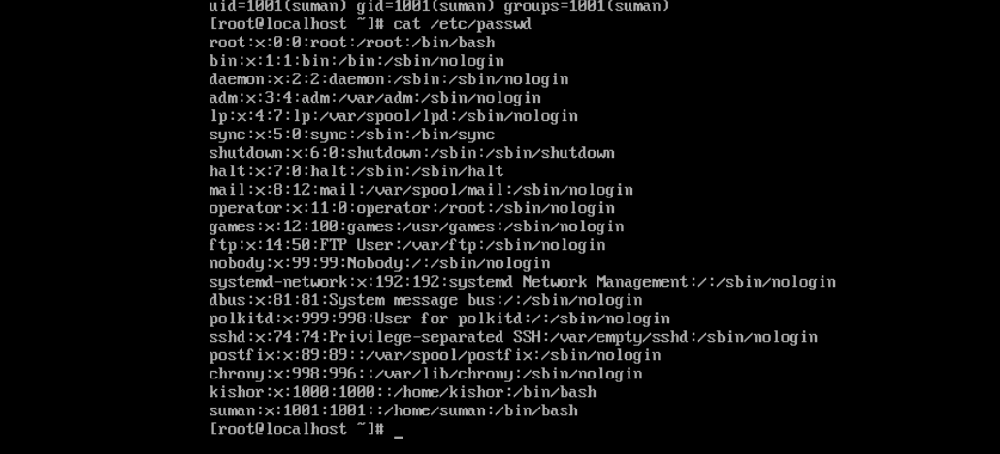 uid=1001(suman) gid=1001(suman) groups=1001(suman)
[root@localhost ~]# cat /etc/passwd
root:x:0:0:root:/root:/bin/bash
bin:x:1:1:bin:/bin:/sbin/nologin
daemon:x:2:2:daemon:/sbin:/sbin/nologin
adm:x:3:4:adm:/var/adm:/sbin/nologin
lp:x:4:7:lp:/var/spool/lpd:/sbin/nologin
sync:x:5:0:sync:/sbin:/bin/sync
shutdown:x:6:0:shutdown:/sbin:/sbin/shutdown
halt:x:7:0:halt:/sbin:/sbin/halt
mail:x:8:12:mail:/var/spool/mail:/sbin/nologin
operator:x:11:0:operator:/root:/sbin/nologin
games:x:12:100:games:/usr/games:/sbin/nologin
ftp:x:14:50:FTP User:/var/ftp:/sbin/nologin
nobody:x:99:99:Nobody:/:/sbin/nologin
systemd-network:x:192:192:systemd Network Management:/:/sbin/nologin
dbus:x:81:81:System message bus:/:/sbin/nologin
polkitd:x:999:998:User for polkitd:/:/sbin/nologin
sshd:x:74:74:Privilege-separated SSH:/var/empty/sshd:/sbin/nologin
postfix:x:89:89::/var/spool/postfix:/sbin/nologin
chrony:x:998:996::/var/lib/chrony:/sbin/nologin
kishor:x:1000:1000::/home/kishor:/bin/bash
suman:x:1001:1001::/home/suman:/bin/bash
[root@localhost ~]# _